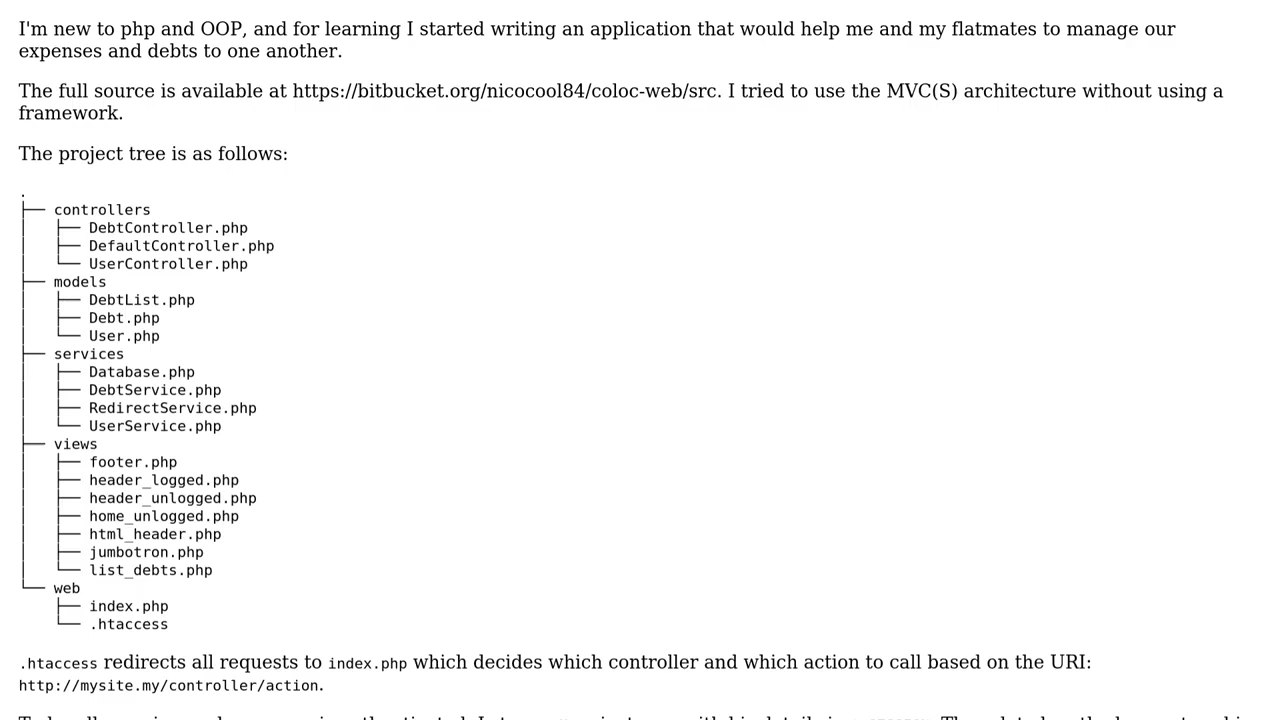 I'm new to php and OOP, and for learning I started writing an application that would help me and my flatmates to manage our
expenses and debts to one another.
The full source is available at https://bitbucket.org/nicocool84/coloc-web/src. I tried to use the MVC(S) architecture without using a
framework.
The project tree is as follows:
.
├── controllers
│   ├── DebtController.php
│   ├── DefaultController.php
│   └── UserController.php
├── models
│   ├── DebtList.php
│   ├── Debt.php
│   └── User.php
├── services
│   ├── Database.php
│   ├── DebtService.php
│   ├── RedirectService.php
│   └── UserService.php
├── views
│   ├── footer.php
│   ├── header_logged.php
│   ├── header_unlogged.php
│   ├── home_unlogged.php
│   ├── html_header.php
│   ├── jumbotron.php
│   └── list_debts.php
└── web
    ├── index.php
    └── .htaccess
.htaccess redirects all requests to index.php which decides which controller and which action to call based on the URI:
http://mysite.my/controller/action.